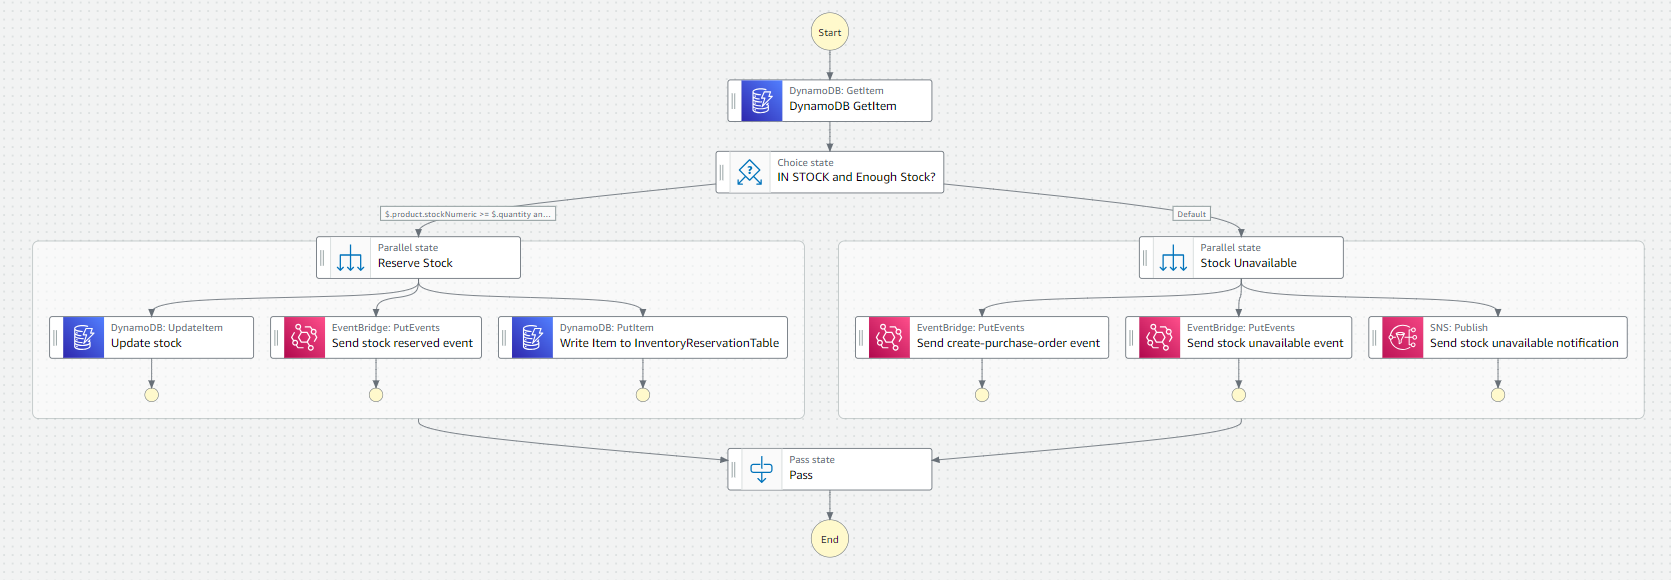 Start
DynamoDB: GetItem
DynamoDB GetItem
Choice state
IN STOCK and Enough Stock?
$.product.stockNumeric >= $.quantity an...
Default
Parallel state
Reserve Stock
Parallel state
Stock Unavailable
DynamoDB: UpdateItem
Update stock
EventBridge: PutEvents
Send stock reserved event
DynamoDB: PutItem
Write Item to InventoryReservationTable
EventBridge: PutEvents
Send create-purchase-order event
EventBridge: PutEvents
Send stock unavailable event
SNS: Publish
Send stock unavailable notification
Pass state
Pass
End